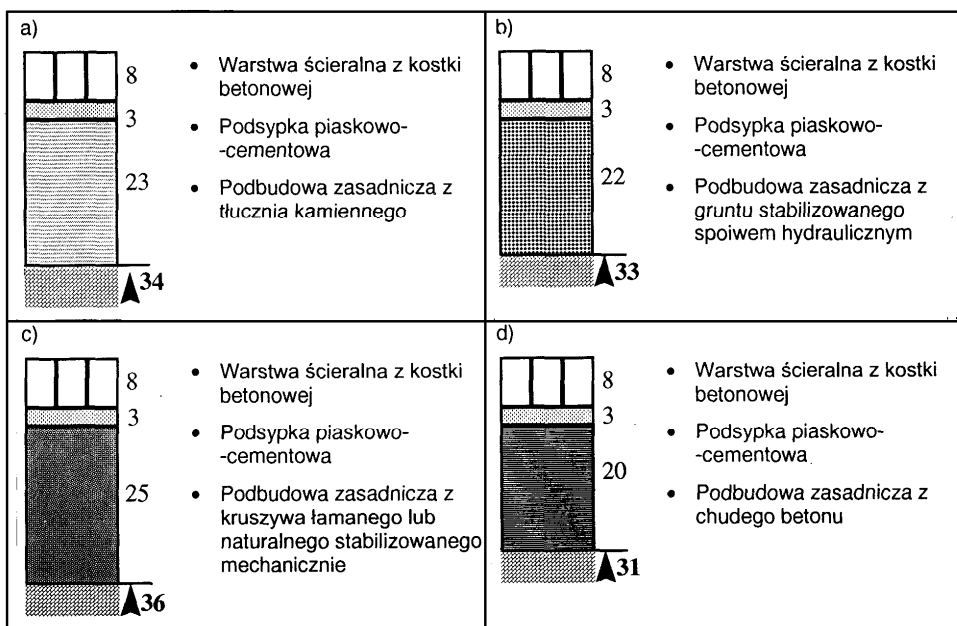 a)
8
3
23
34
• Warstwa ścieralna z kostki
betonowej
• Podsypka piaskowo-
-cementowa
• Podbudowa zasadnicza z
tłucznia kamiennego
b)
8
3
22
33
• Warstwa ścieralna z kostki
betonowej
• Podsypka piaskowo-
-cementowa
• Podbudowa zasadnicza z
gruntu stabilizowanego
spoiwem hydraulicznym
c)
8
3
25
36
• Warstwa ścieralna z kostki
betonowej
• Podsypka piaskowo-
-cementowa
• Podbudowa zasadnicza z
kruszywa łamanego lub
naturalnego stabilizowanego
mechanicznie
d)
8
3
20
31
• Warstwa ścieralna z kostki
betonowej
• Podsypka piaskowo-
-cementowa
• Podbudowa zasadnicza z
chudego betonu